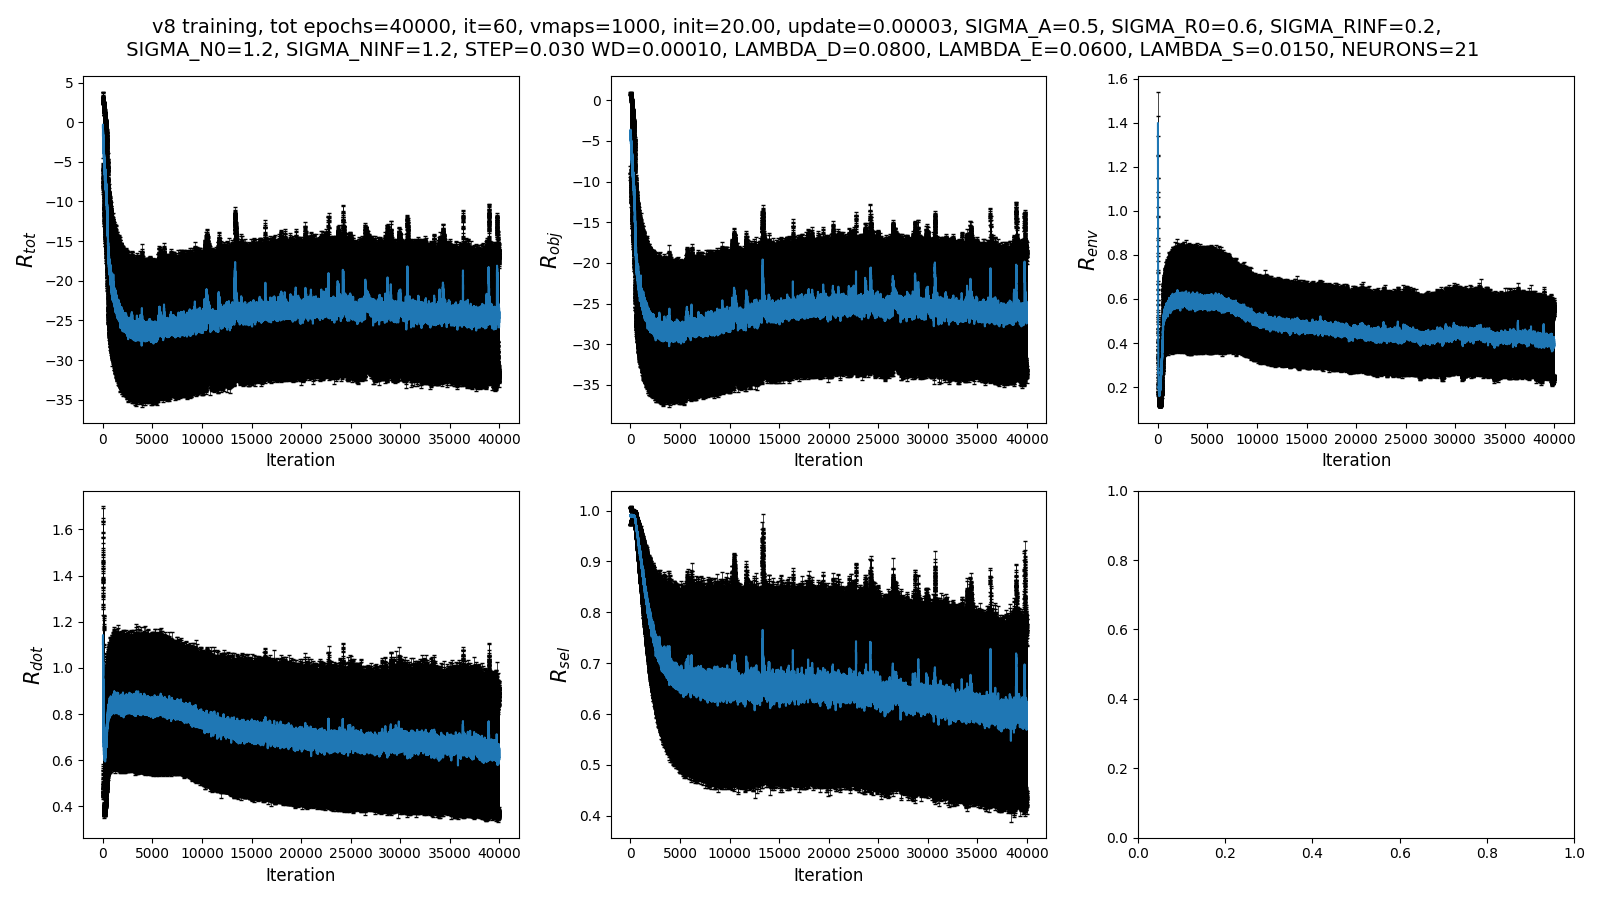 v8 training, tot epochs=40000, it=60, vmaps=1000, init=20.00, update=0.00003, SIGMA_A=0.5, SIGMA_R0=0.6, SIGMA_RINF=0.2,
SIGMA_N0=1.2, SIGMA_NINF=1.2, STEP=0.030 WD=0.00010, LAMBDA_D=0.0800, LAMBDA_E=0.0600, LAMBDA_S=0.0150, NEURONS=21
5
0
−5
−10
−15
−20
−25
−30
−35
R_tot
0 5000 10000 15000 20000 25000 30000 35000 40000
Iteration
0
−5
−10
−15
−20
−25
−30
−35
R_obj
0 5000 10000 15000 20000 25000 30000 35000 40000
Iteration
1.6
1.4
1.2
1.0
0.8
0.6
0.4
0.2
R_env
0 5000 10000 15000 20000 25000 30000 35000 40000
Iteration
1.6
1.4
1.2
1.0
0.8
0.6
0.4
R_dot
0 5000 10000 15000 20000 25000 30000 35000 40000
Iteration
1.0
0.9
0.8
0.7
0.6
0.5
0.4
R_sel
0 5000 10000 15000 20000 25000 30000 35000 40000
Iteration
1.0
0.8
0.6
0.4
0.2
0.0
0.0 0.2 0.4 0.6 0.8 1.0